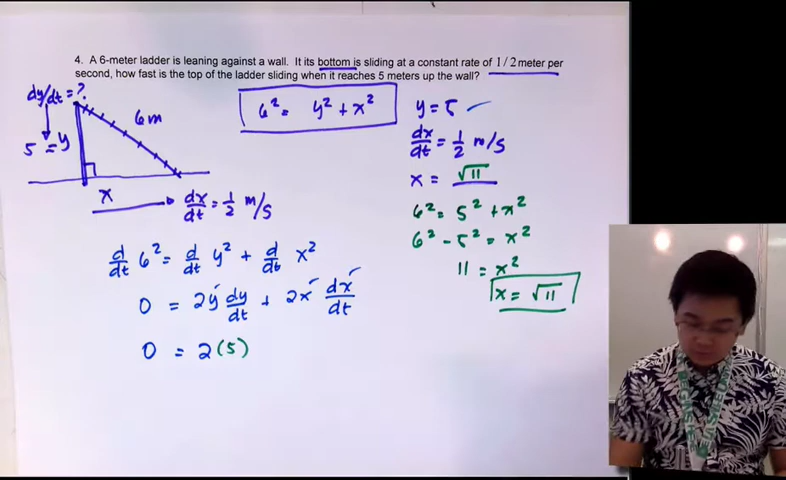 4. A 6-meter ladder is leaning against a wall. It its bottom is sliding at a constant rate of 1/2 meter per
second, how fast is the top of the ladder sliding when it reaches 5 meters up the wall?
dy/dt = ?
6m
5 = y
x
dx/dt = 1/2 m/s
6² = y² + x²
y = 5
dx/dt = 1/2 m/s
x = √11
6² = 5² + x²
6² - 5² = x²
11 = x²
x = √11
d/dt 6² = d/dt y² + d/dt x²
0 = 2y dy/dt + 2x dx/dt
0 = 2(5)